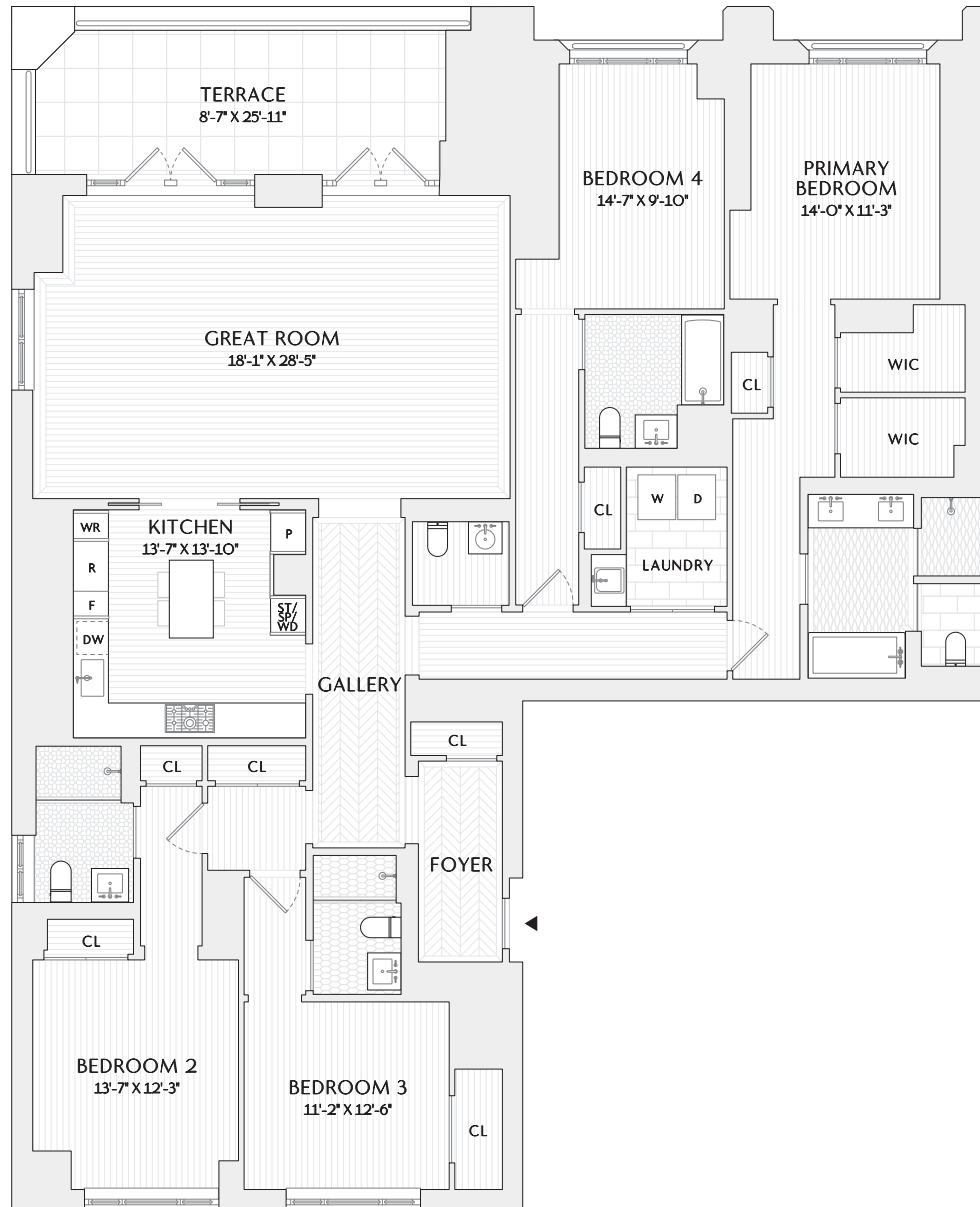 TERRACE
8'-7" X 25'-11"
BEDROOM 4
14'-7" X 9'-10"
PRIMARY
BEDROOM
14'-0" X 11'-3"
GREAT ROOM
18'-1" X 28'-5"
CL
WIC
WIC
KITCHEN
13'-7" X 13'-10"
WR
R
F
DW
P
ST/
SP/
WD
CL
W
D
LAUNDRY
GALLERY
CL
CL
CL
FOYER
CL
BEDROOM 2
13'-7" X 12'-3"
BEDROOM 3
11'-2" X 12'-6"
CL